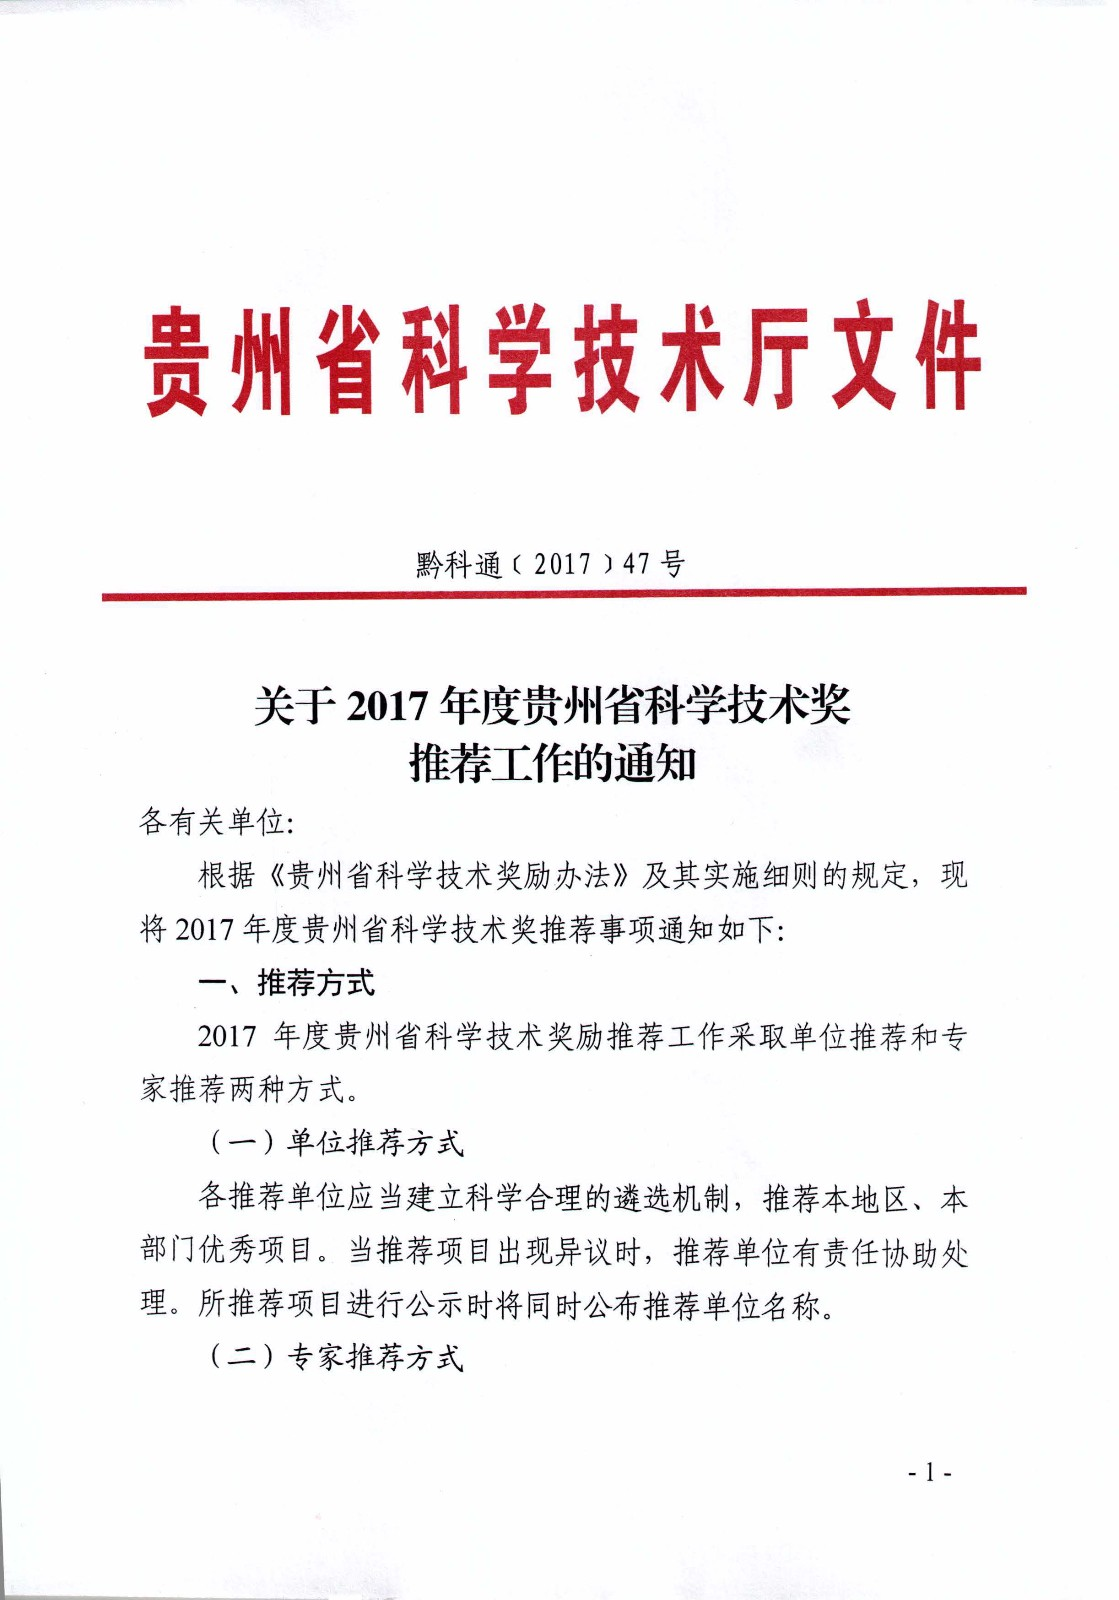 贵州省科学技术厅文件
黔科通﹝2017﹞47号
关于2017年度贵州省科学技术奖
推荐工作的通知
各有关单位：
根据《贵州省科学技术奖励办法》及其实施细则的规定，现
将2017年度贵州省科学技术奖推荐事项通知如下：
一、推荐方式
2017年度贵州省科学技术奖励推荐工作采取单位推荐和专
家推荐两种方式。
（一）单位推荐方式
各推荐单位应当建立科学合理的遴选机制，推荐本地区、本
部门优秀项目。当推荐项目出现异议时，推荐单位有责任协助处
理。所推荐项目进行公示时将同时公布推荐单位名称。
（二）专家推荐方式
- 1 -